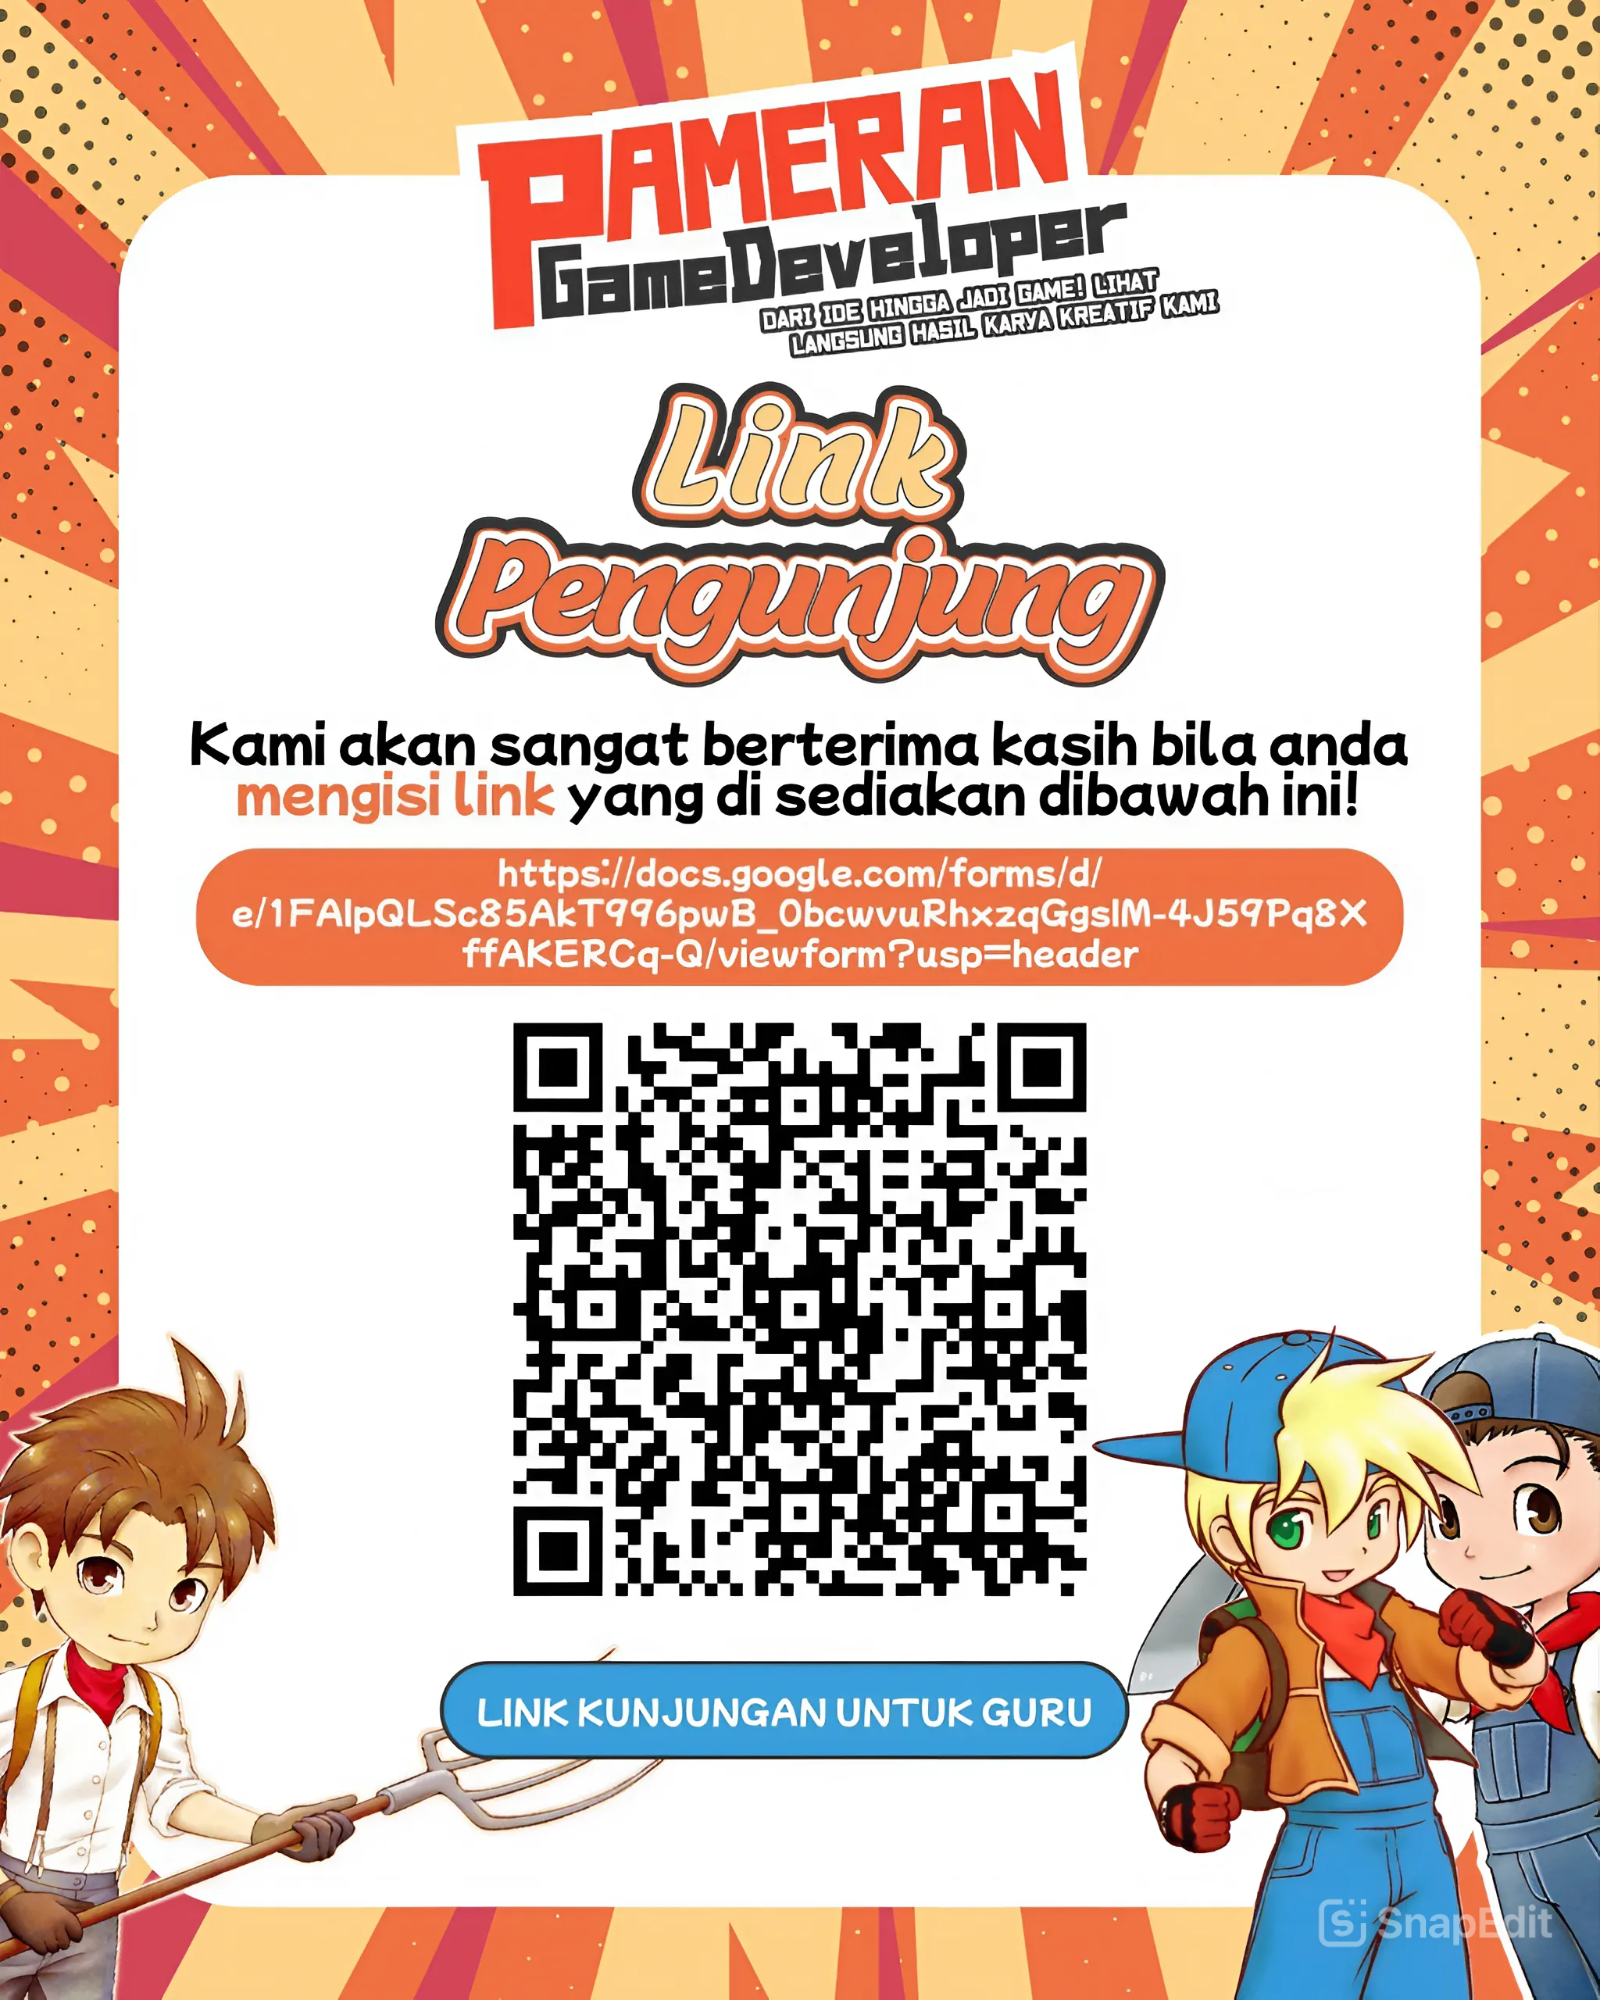 PAMERAN
GameDeveloper
DARI IDE HINGGA JADI GAME! LIHAT
LANGSUNG HASIL KARYA KREATIF KAMI
Link
Pengunjung
Kami akan sangat berterima kasih bila anda
mengisi link yang di sediakan dibawah ini!
https://docs.google.com/forms/d/
e/1FAIpQLSc85AkT996pwB_0bcwvuRhxzqGgsIM-4J59Pq8X
ffAKERCq-Q/viewform?usp=header
LINK KUNJUNGAN UNTUK GURU
SnapEdit